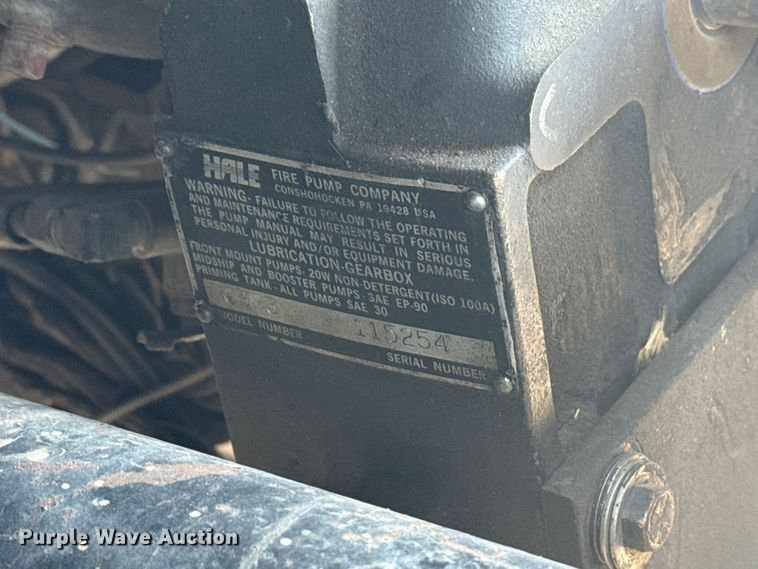 HALE FIRE PUMP COMPANY
CONSHOHOCKEN PA 19428 USA
WARNING- FAILURE TO FOLLOW THE OPERATING
AND MAINTENANCE REQUIREMENTS SET FORTH IN
THE PUMP MANUAL MAY RESULT IN SERIOUS
PERSONAL INJURY AND/OR EQUIPMENT DAMAGE.
LUBRICATION-GEARBOX
FRONT MOUNT PUMPS- 20W NON-DETERGENT(ISO 100A)
MIDSHIP AND BOOSTER PUMPS- SAE EP-90
PRIMING TANK- ALL PUMPS SAE 30
115254
MODEL NUMBER SERIAL NUMBER
Purple Wave Auction